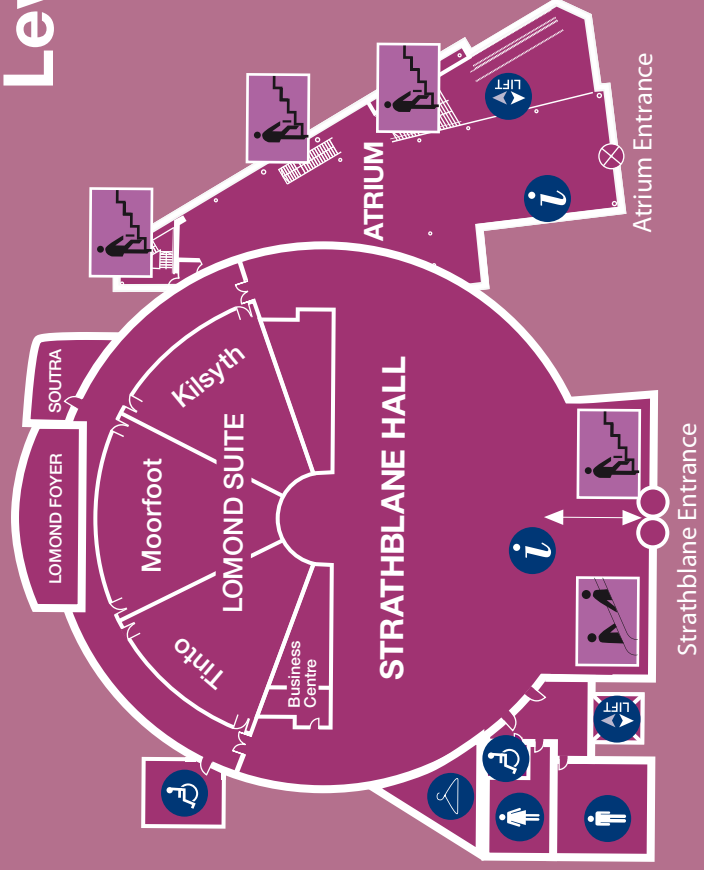 Lev
LOMOND FOYER
SOUTRA
Moorfoot
Tinto
Kilsyth
LOMOND SUITE
Business
Centre
STRATHBLANE HALL
ATRIUM
LIFT
i
i
LIFT
Atrium Entrance
Strathblane Entrance